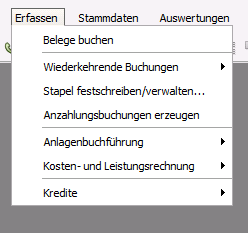 Erfassen Stammdaten Auswertungen
Belege buchen
Wiederkehrende Buchungen
Stapel festschreiben/verwalten...
Anzahlungsbuchungen erzeugen
Anlagenbuchführung
Kosten- und Leistungsrechnung
Kredite